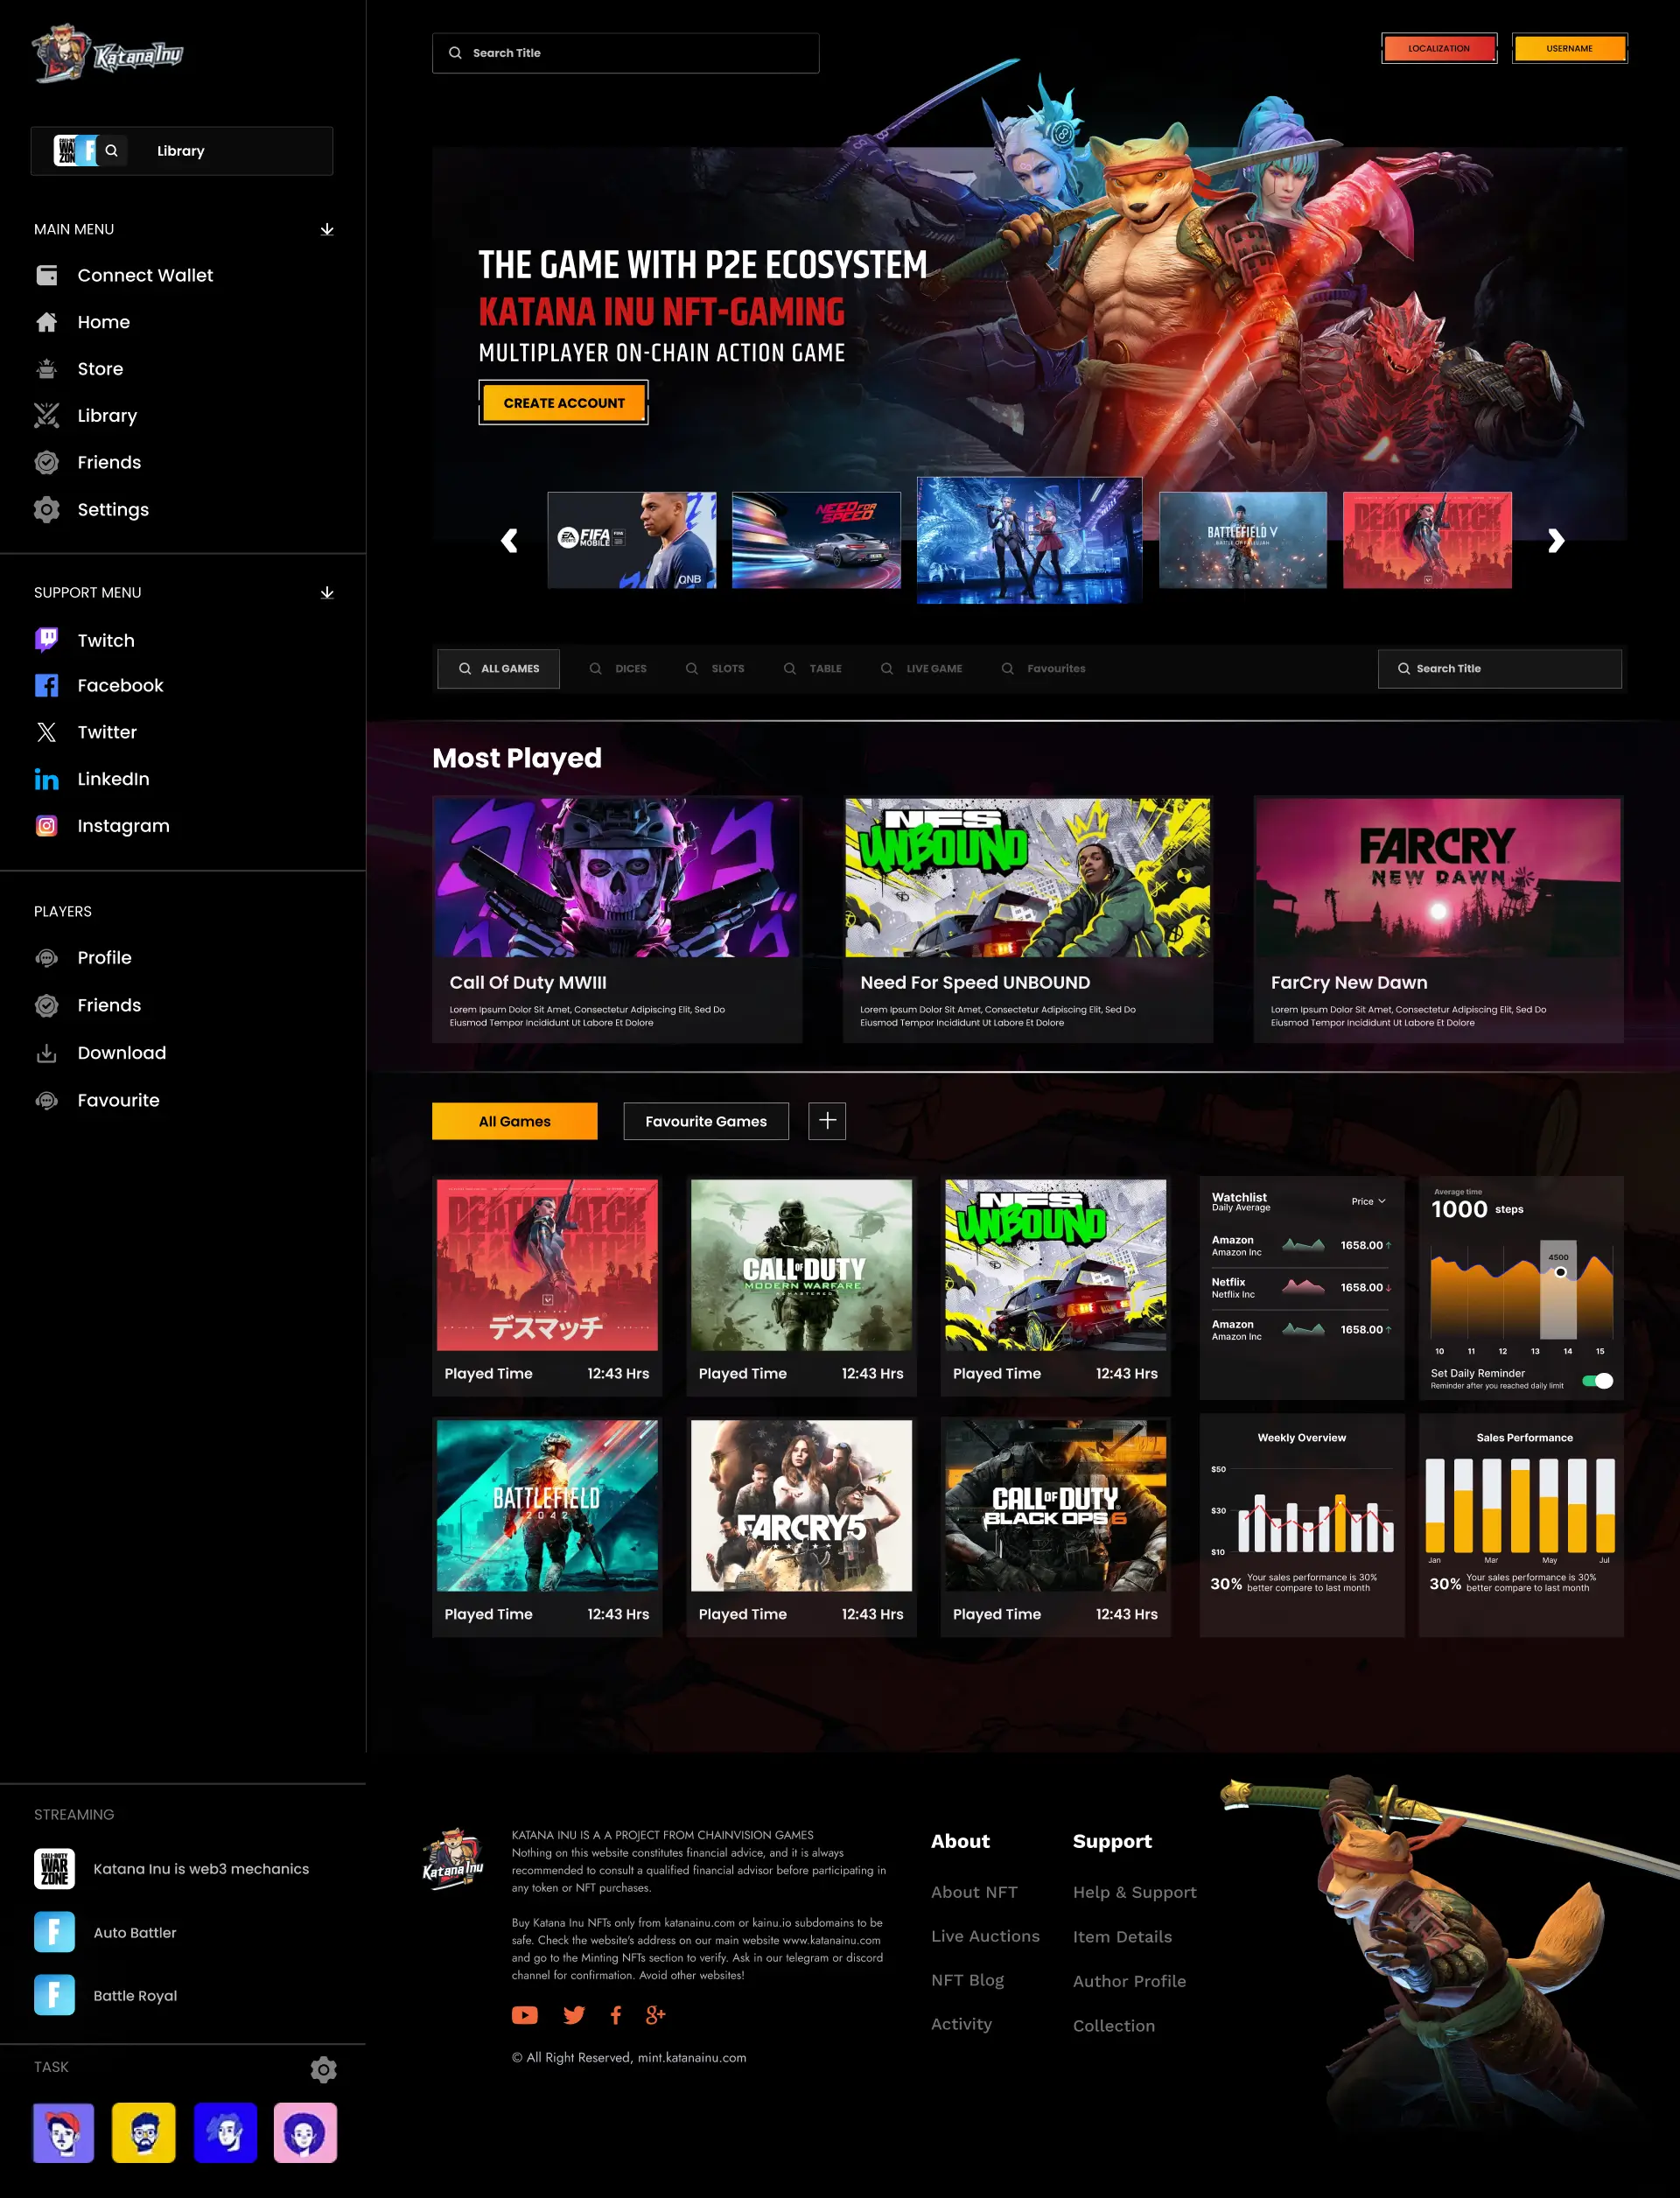 Katana Inu
Search Title
LOCALIZATION
USERNAME
CALL OF DUTY
WAR
ZONE
Library
MAIN MENU
Connect Wallet
Home
Store
Library
Friends
Settings
THE GAME WITH P2E ECOSYSTEM
KATANA INU NFT-GAMING
MULTIPLAYER ON-CHAIN ACTION GAME
CREATE ACCOUNT
EA SPORTS
FIFA
MOBILE
QNB
NEED FOR
SPEED
BATTLEFIELD V
DEATHMATCH
SUPPORT MENU
Twitch
Facebook
Twitter
LinkedIn
Instagram
ALL GAMES
DICES
SLOTS
TABLE
LIVE GAME
Favourites
Search Title
Most Played
NFS
UNBOUND
FARCRY
NEW DAWN
Call Of Duty MWIII
Lorem Ipsum Dolor Sit Amet, Consectetur Adipiscing Elit, Sed Do
Eiusmod Tempor Incididunt Ut Labore Et Dolore
Need For Speed UNBOUND
Lorem Ipsum Dolor Sit Amet, Consectetur Adipiscing Elit, Sed Do
Eiusmod Tempor Incididunt Ut Labore Et Dolore
FarCry New Dawn
Lorem Ipsum Dolor Sit Amet, Consectetur Adipiscing Elit, Sed Do
Eiusmod Tempor Incididunt Ut Labore Et Dolore
PLAYERS
Profile
Friends
Download
Favourite
All Games
Favourite Games
DEATHMATCH
デスマッチ
Played Time 12:43 Hrs
CALL OF DUTY
MODERN WARFARE
REMASTERED
Played Time 12:43 Hrs
NFS
UNBOUND
Played Time 12:43 Hrs
Watchlist
Daily Average
Price
Amazon
Amazon Inc
1658.00
Netflix
Netflix Inc
1658.00
Amazon
Amazon Inc
1658.00
Average time
1000 steps
4500
10 11 12 13 14 15
Set Daily Reminder
Reminder after you reached daily limit
BATTLEFIELD
2042
Played Time 12:43 Hrs
FARCRY5
Played Time 12:43 Hrs
CALL OF DUTY
BLACK OPS 6
Played Time 12:43 Hrs
Weekly Overview
$50
$30
$10
30%
Your sales performance is 30%
better compare to last month
Sales Performance
Jan Mar May Jul
30%
Your sales performance is 30%
better compare to last month
STREAMING
CALL OF DUTY
WAR
ZONE
Katana Inu is web3 mechanics
Auto Battler
Battle Royal
TASK
Katana Inu
KATANA INU IS A A PROJECT FROM CHAINVISION GAMES
Nothing on this website constitutes financial advice, and it is always
recommended to consult a qualified financial advisor before participating in
any token or NFT purchases.
Buy Katana Inu NFTs only from katanainu.com or kainu.io subdomains to be
safe. Check the website's address on our main website www.katanainu.com
and go to the Minting NFTs section to verify. Ask in our telegram or discord
channel for confirmation. Avoid other websites!
© All Right Reserved, mint.katanainu.com
About
About NFT
Live Auctions
NFT Blog
Activity
Support
Help & Support
Item Details
Author Profile
Collection